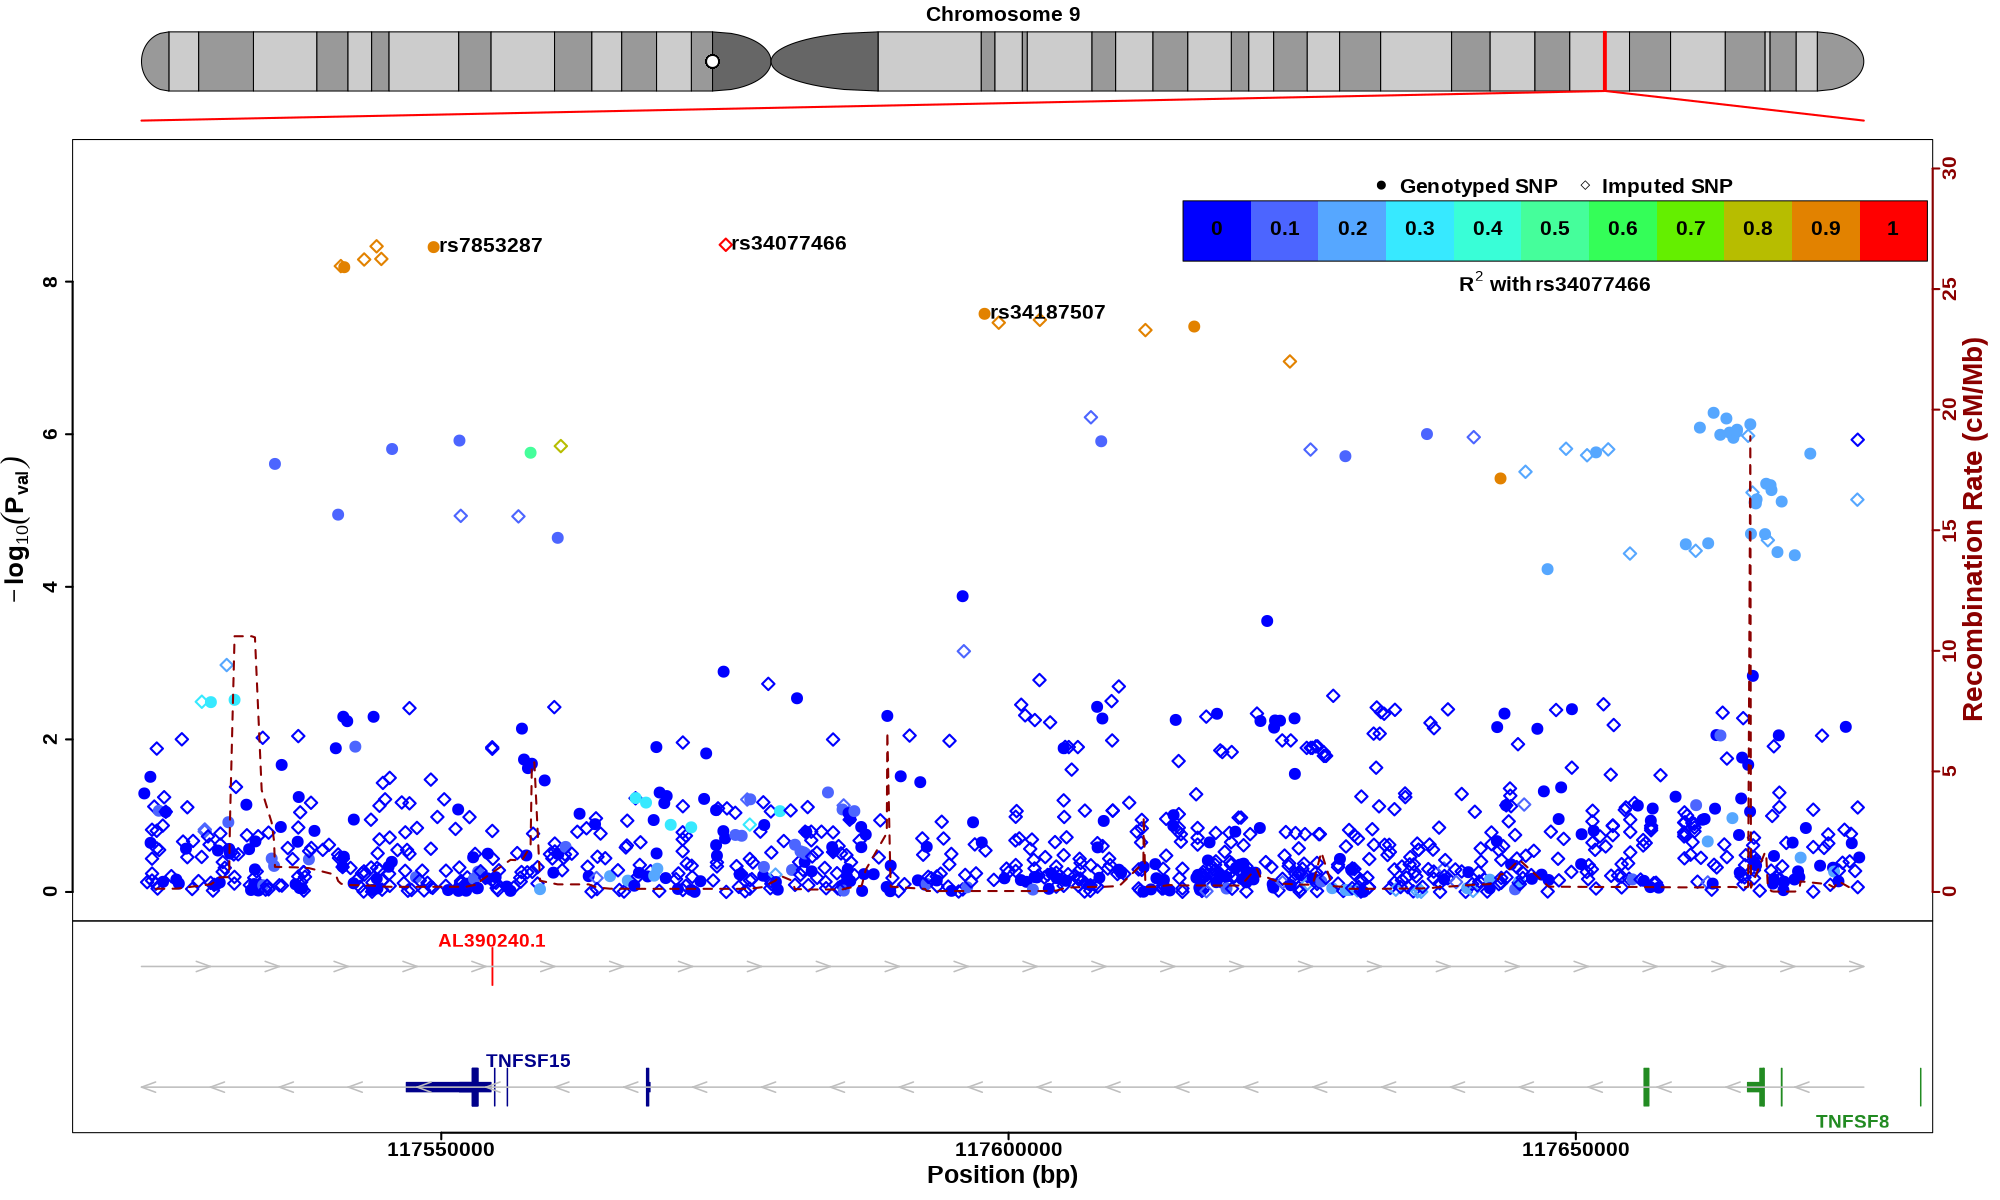 Chromosome 9
Genotyped SNP
Imputed SNP
0 0.1 0.2 0.3 0.4 0.5 0.6 0.7 0.8 0.9 1
R² with rs34077466
rs7853287
rs34077466
rs34187507
8
6
4
2
0
−log₁₀(Pval)
30
25
20
15
10
5
0
Recombination Rate (cM/Mb)
AL390240.1
TNFSF15
TNFSF8
117550000 117600000 117650000
Position (bp)